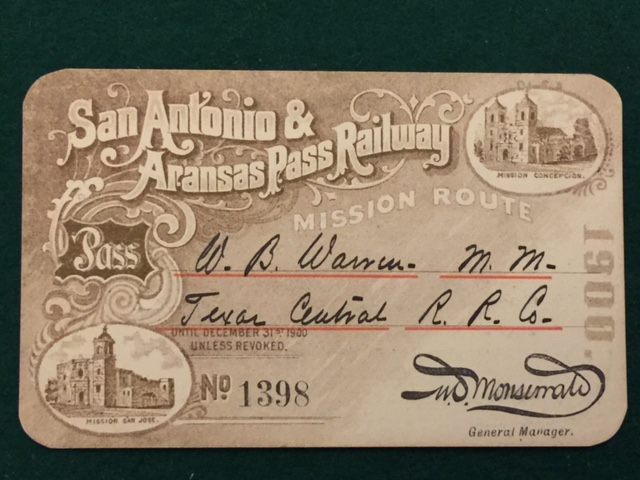 San Antonio &
Aransas Pass Railway
MISSION CONCEPCION.
MISSION ROUTE
Pass
W. B. Warren - M. M. -
Texas Central R. R. Co. -
1900.
UNTIL DECEMBER 31ST 1900
UNLESS REVOKED.
MISSION SAN JOSE.
No 1398
General Manager.